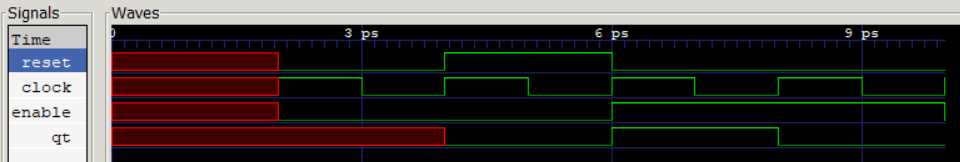 Signals
Waves
Time
0 3 ps 6 ps 9 ps
reset
clock
enable
qt